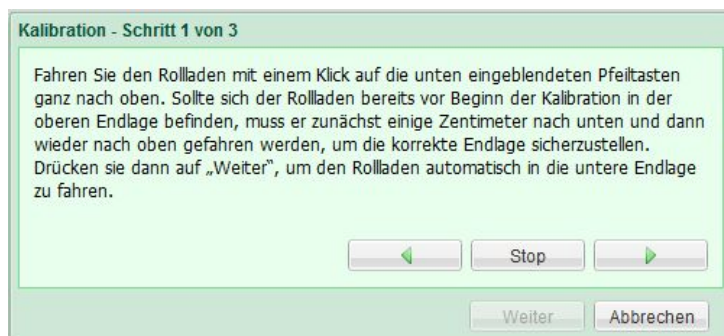 Kalibration - Schritt 1 von 3
Fahren Sie den Rollladen mit einem Klick auf die unten eingeblendeten Pfeiltasten
ganz nach oben. Sollte sich der Rollladen bereits vor Beginn der Kalibration in der
oberen Endlage befinden, muss er zunächst einige Zentimeter nach unten und dann
wieder nach oben gefahren werden, um die korrekte Endlage sicherzustellen.
Drücken sie dann auf „Weiter“, um den Rollladen automatisch in die untere Endlage
zu fahren.
Stop
Weiter Abbrechen